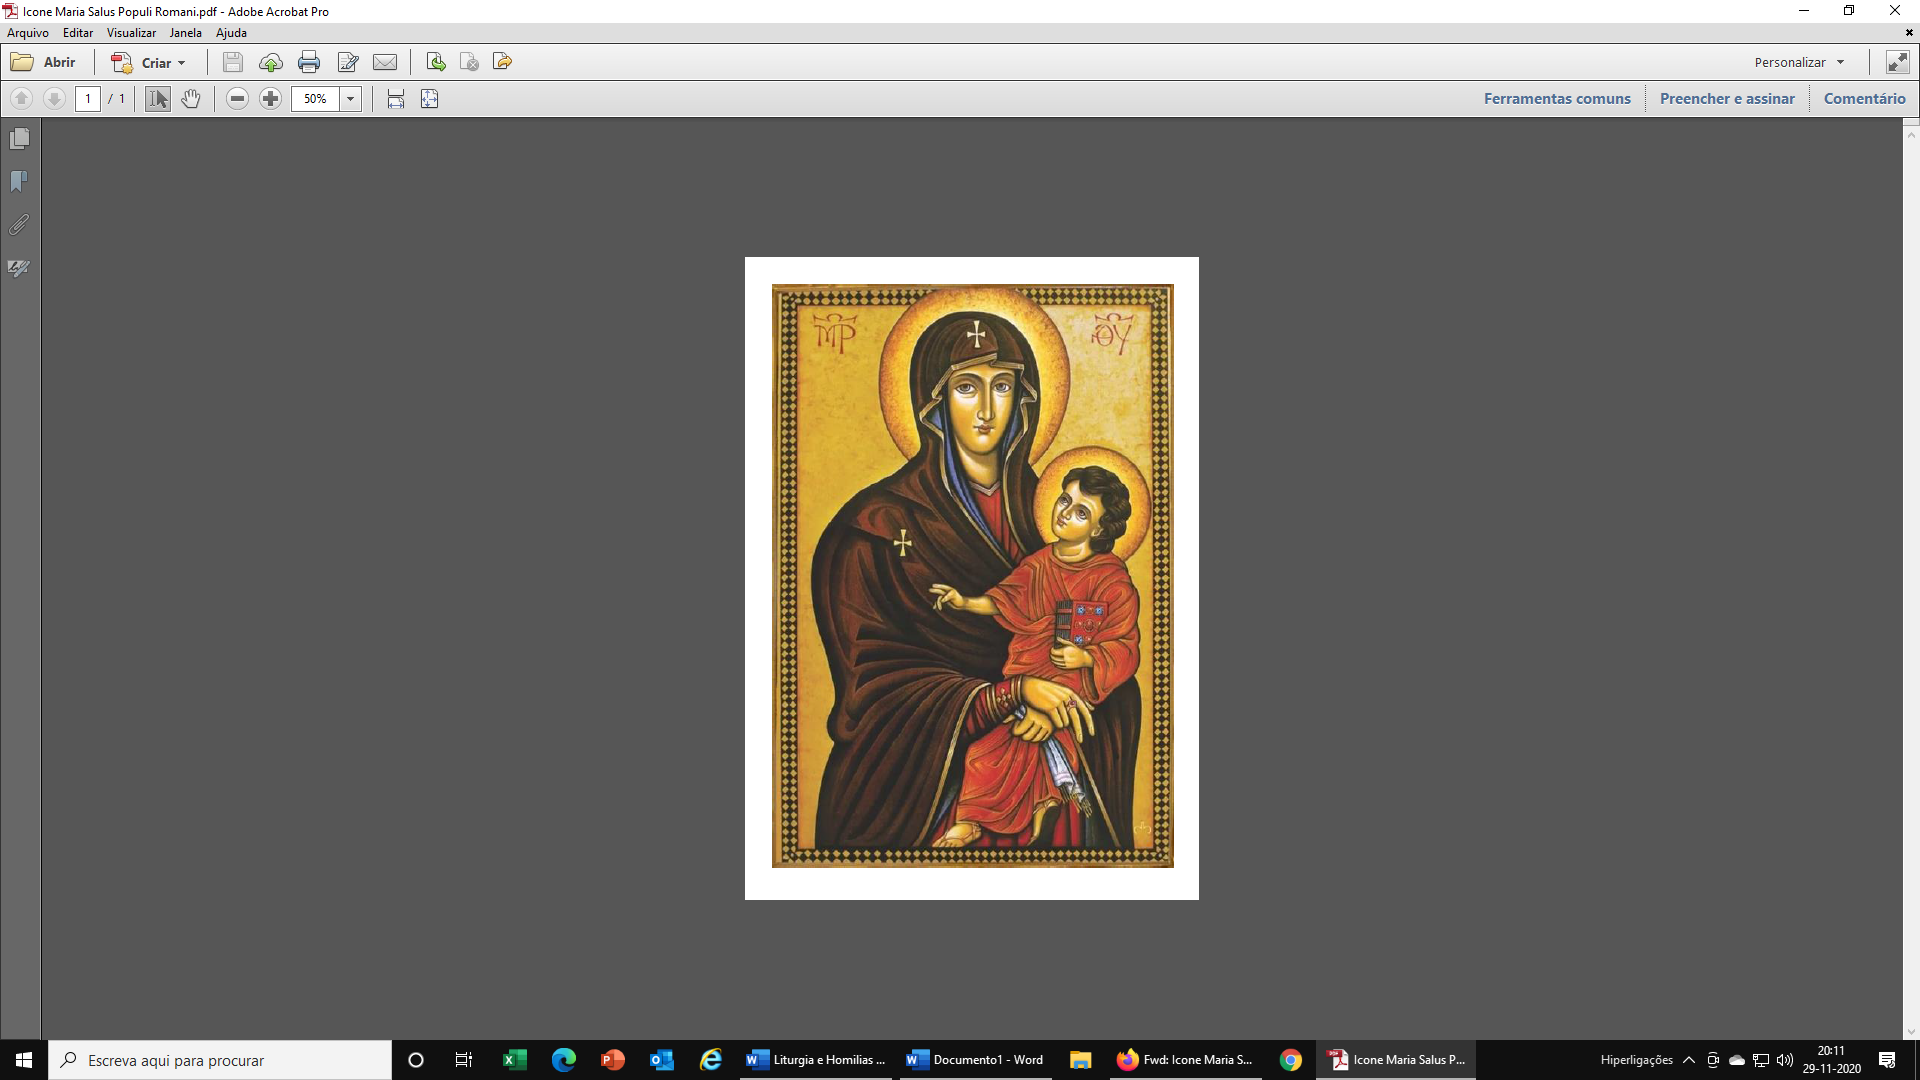 Icone Maria Salus Populi Romani.pdf - Adobe Acrobat Pro
Arquivo Editar Visualizar Janela Ajuda
Abrir Criar Personalizar
1 / 1 50% Ferramentas comuns Preencher e assinar Comentário
ΜΡ ΘΥ
Escreva aqui para procurar
Liturgia e Homilias ... Documento1 - Word Fwd: Icone Maria S... Icone Maria Salus P...
Hiperligações
20:11
29-11-2020